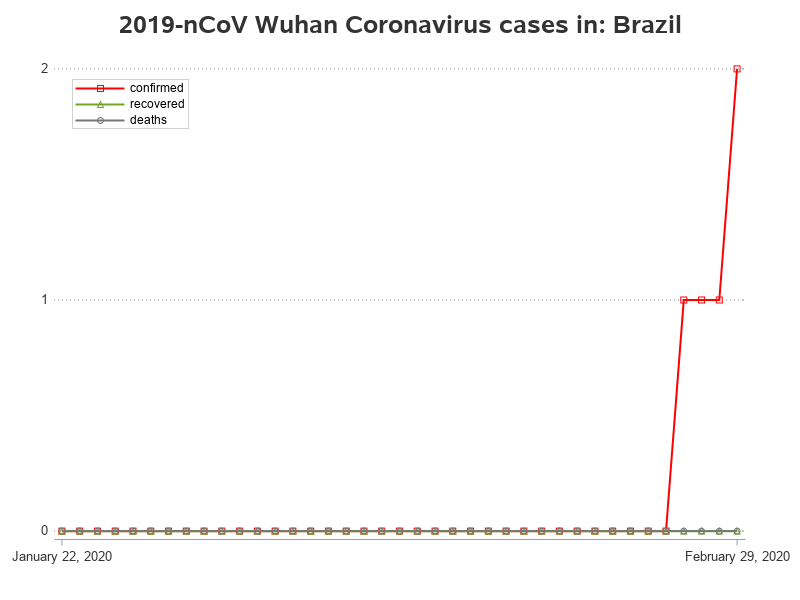 2019-nCoV Wuhan Coronavirus cases in: Brazil
2
confirmed
recovered
deaths
1
0
January 22, 2020
February 29, 2020